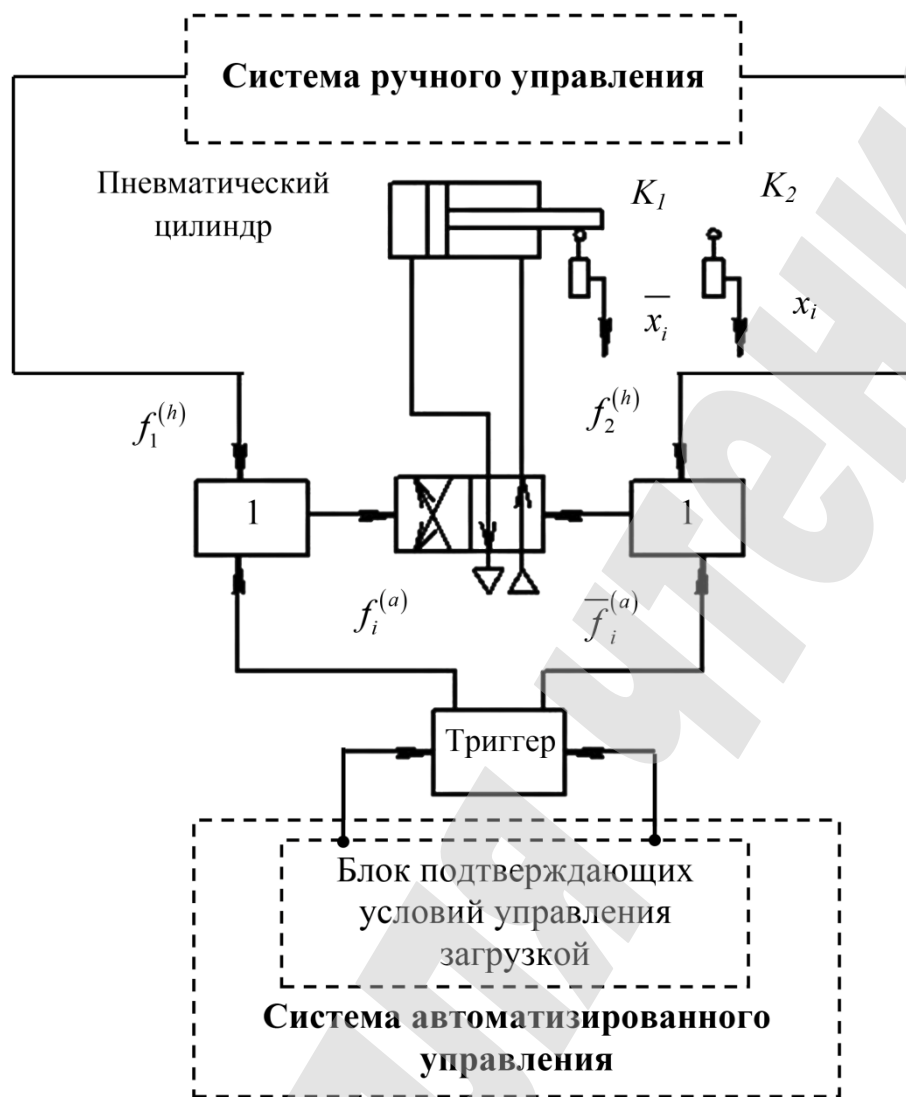 Система ручного управления
Пневматический
цилиндр
K₁
K₂
x̅ᵢ
xᵢ
f₁⁽ʰ⁾
f₂⁽ʰ⁾
1
1
fᵢ⁽ᵃ⁾
f̅ᵢ⁽ᵃ⁾
Триггер
Блок подтверждающих
условий управления
загрузкой
Система автоматизированного
управления